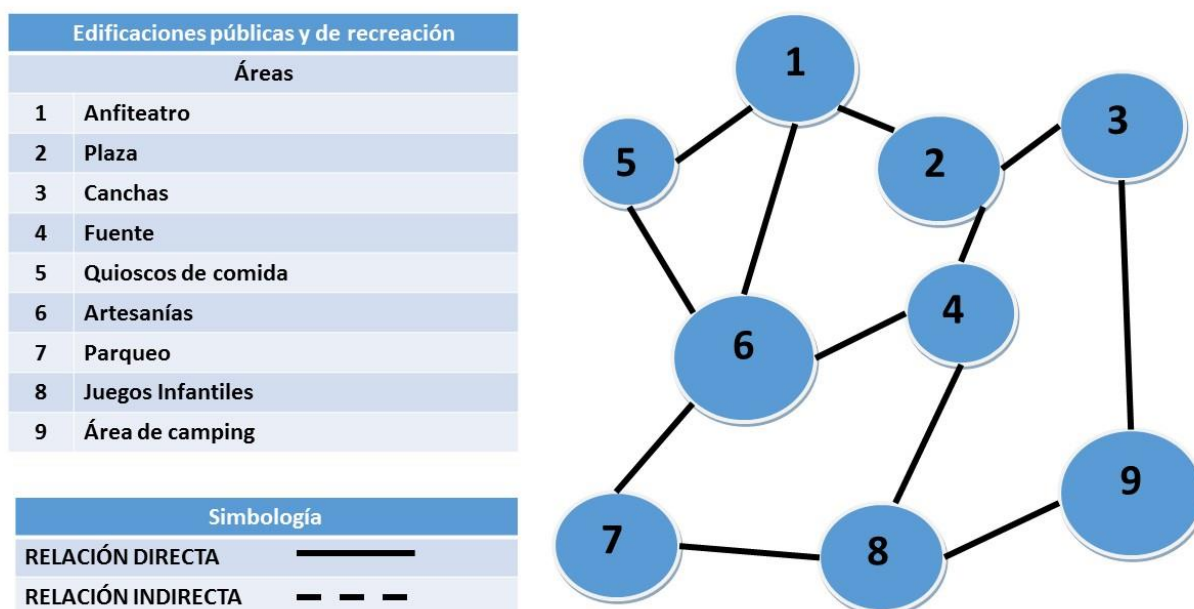 Edificaciones públicas y de recreación
Áreas
1 Anfiteatro
2 Plaza
3 Canchas
4 Fuente
5 Quioscos de comida
6 Artesanías
7 Parqueo
8 Juegos Infantiles
9 Área de camping
Simbología
RELACIÓN DIRECTA
RELACIÓN INDIRECTA
1
2
3
5
4
6
9
7
8